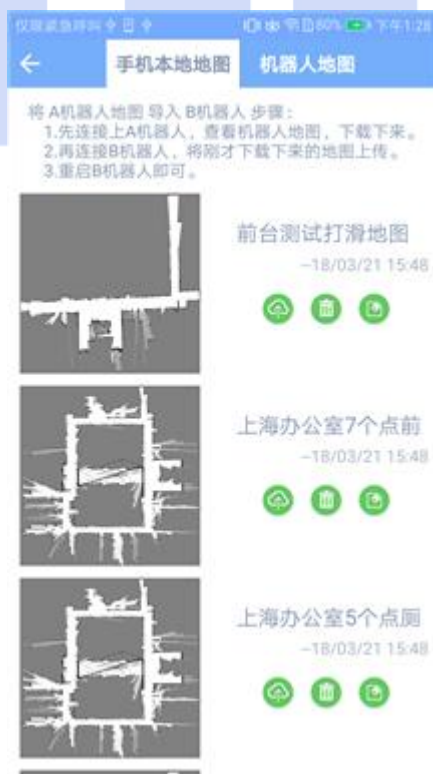 仅限紧急呼叫 60% 下午1:28
手机本地地图 机器人地图
将 A机器人地图 导入 B机器人 步骤：
1.先连接上A机器人，查看机器人地图，下载下来。
2.再连接B机器人，将刚才下载下来的地图上传。
3.重启B机器人即可。
前台测试打滑地图
--18/03/21 15:48
上海办公室7个点前
--18/03/21 15:48
上海办公室5个点厕
--18/03/21 15:48